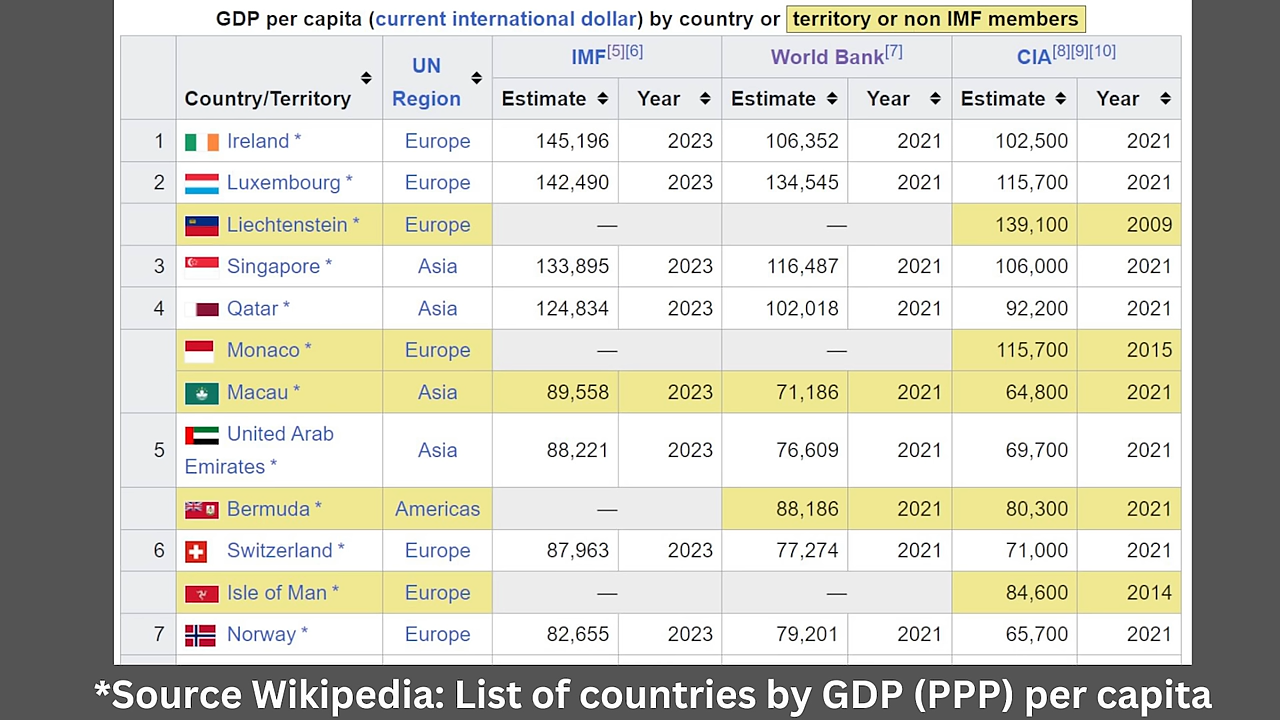 GDP per capita (current international dollar) by country or territory or non IMF members
Country/Territory UN Region IMF[5][6] World Bank[7] CIA[8][9][10]
Estimate Year Estimate Year Estimate Year
1 Ireland * Europe 145,196 2023 106,352 2021 102,500 2021
2 Luxembourg * Europe 142,490 2023 134,545 2021 115,700 2021
Liechtenstein * Europe — — 139,100 2009
3 Singapore * Asia 133,895 2023 116,487 2021 106,000 2021
4 Qatar * Asia 124,834 2023 102,018 2021 92,200 2021
Monaco * Europe — — 115,700 2015
Macau * Asia 89,558 2023 71,186 2021 64,800 2021
5 United Arab Emirates * Asia 88,221 2023 76,609 2021 69,700 2021
Bermuda * Americas — 88,186 2021 80,300 2021
6 Switzerland * Europe 87,963 2023 77,274 2021 71,000 2021
Isle of Man * Europe — — 84,600 2014
7 Norway * Europe 82,655 2023 79,201 2021 65,700 2021
*Source Wikipedia: List of countries by GDP (PPP) per capita